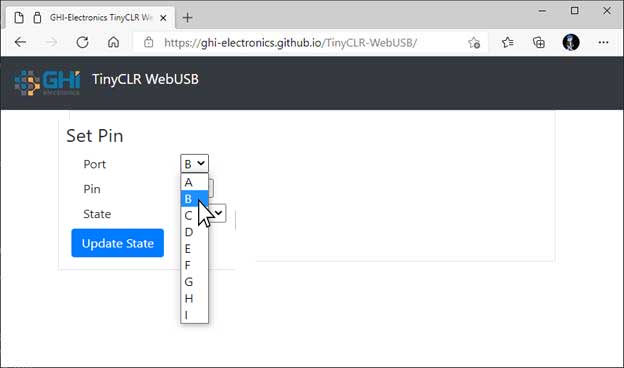 GHI-Electronics TinyCLR WebUSB
https://ghi-electronics.github.io/TinyCLR-WebUSB/
GHI
electronics
TinyCLR WebUSB
Set Pin
Port
B
Pin
State
Update State
A
B
C
D
E
F
G
H
I